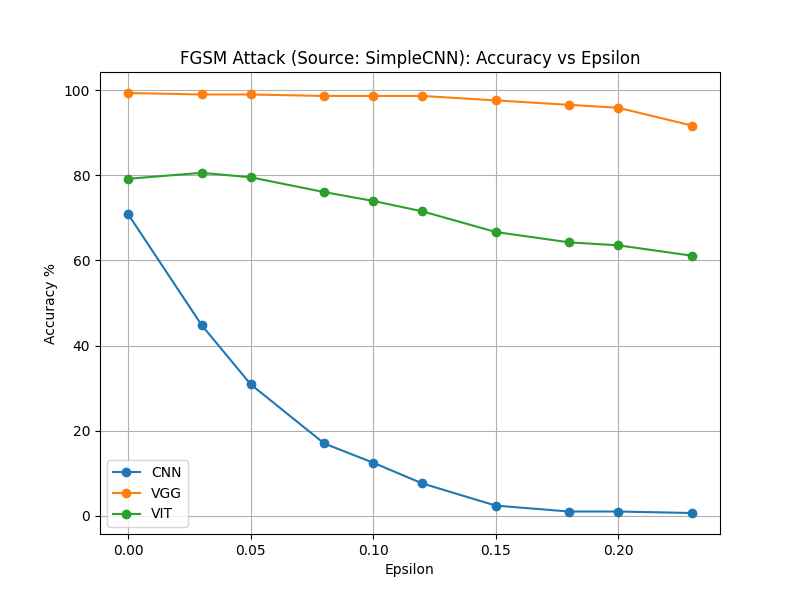 FGSM Attack (Source: SimpleCNN): Accuracy vs Epsilon
100
80
60
40
20
0
Accuracy %
CNN
VGG
VIT
0.00 0.05 0.10 0.15 0.20
Epsilon